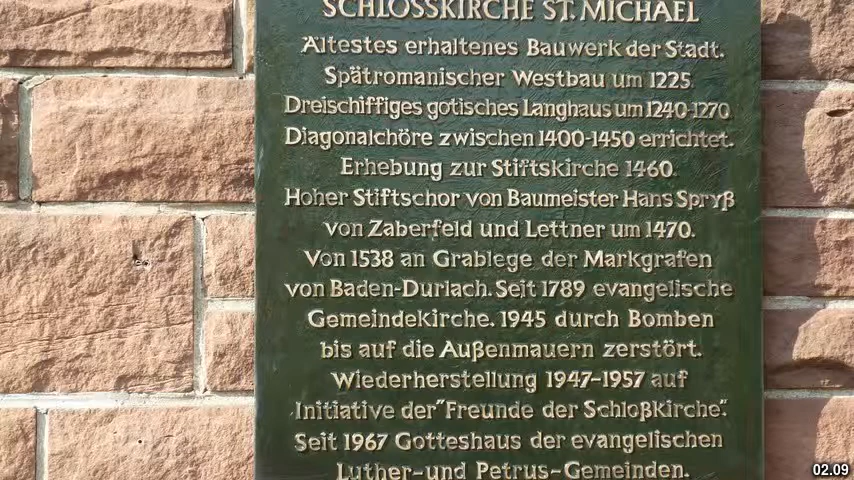 SCHLOSSKIRCHE ST. MICHAEL
Ältestes erhaltenes Bauwerk der Stadt.
Spätromanischer Westbau um 1225
Dreischiffiges gotisches Langhaus um 1240-1270
Diagonalchöre zwischen 1400-1450 errichtet.
Erhebung zur Stiftskirche 1460.
Hoher Stiftschor von Baumeister Hans Spryß
von Zaberfeld und Lettner um 1470.
Von 1538 an Grablege der Markgrafen
von Baden-Durlach. Seit 1789 evangelische
Gemeindekirche. 1945 durch Bomben
bis auf die Außenmauern zerstört.
Wiederherstellung 1947-1957 auf
Initiative der "Freunde der Schloßkirche".
Seit 1967 Gotteshaus der evangelischen
Luther-und Petrus-Gemeinden.
02.09